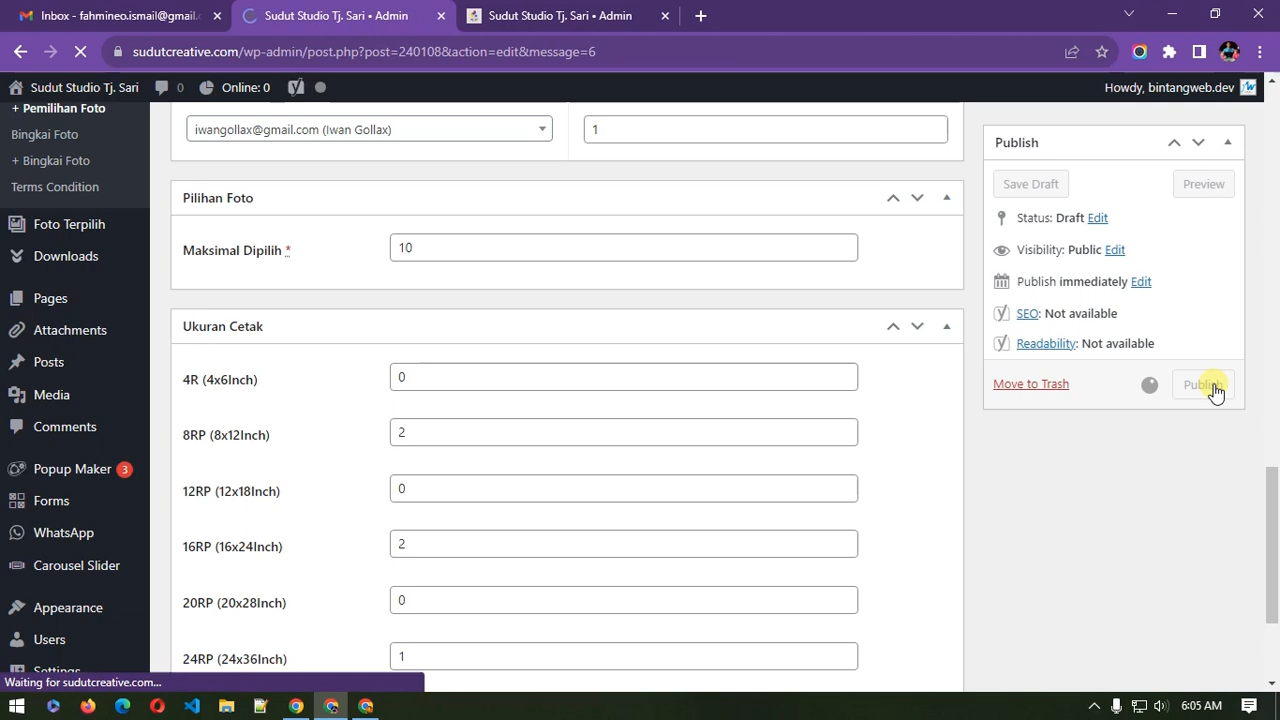 Inbox - fahmineo.ismail@gmail.
Sudut Studio Tj. Sari • Admin
Sudut Studio Tj. Sari • Admin
sudutcreative.com/wp-admin/post.php?post=240108&action=edit&message=6
Sudut Studio Tj. Sari
0
Online: 0
Howdy, bintangweb.dev
+ Pemilihan Foto
Bingkai Foto
+ Bingkai Foto
Terms Condition
Foto Terpilih
Downloads
Pages
Attachments
Posts
Media
Comments
Popup Maker 3
Forms
WhatsApp
Carousel Slider
Appearance
Users
Settings
iwangollax@gmail.com (Iwan Gollax)
1
Pilihan Foto
Maksimal Dipilih *
10
Ukuran Cetak
4R (4x6Inch)
0
8RP (8x12Inch)
2
12RP (12x18Inch)
0
16RP (16x24Inch)
2
20RP (20x28Inch)
0
24RP (24x36Inch)
1
Publish
Save Draft
Preview
Status: Draft Edit
Visibility: Public Edit
Publish immediately Edit
SEO: Not available
Readability: Not available
Move to Trash
Publish
Waiting for sudutcreative.com...
6:05 AM